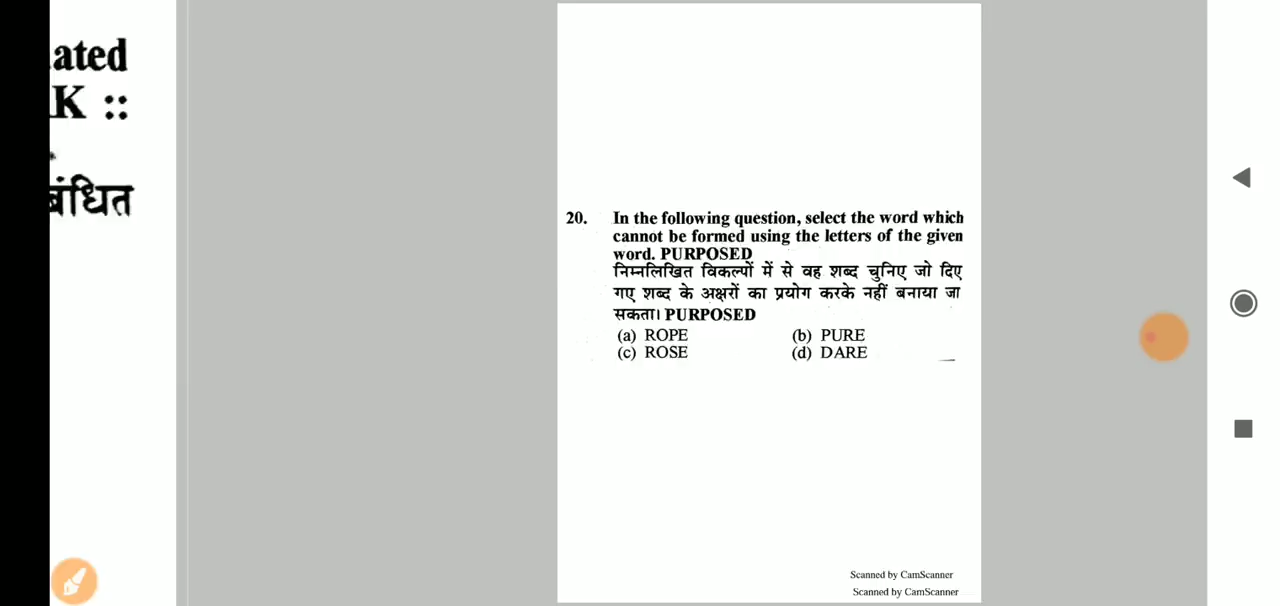 ated
K ::
बंधित
20. In the following question, select the word which
cannot be formed using the letters of the given
word. PURPOSED
निम्नलिखित विकल्पों में से वह शब्द चुनिए जो दिए
गए शब्द के अक्षरों का प्रयोग करके नहीं बनाया जा
सकता। PURPOSED
(a) ROPE (b) PURE
(c) ROSE (d) DARE
Scanned by CamScanner
Scanned by CamScanner